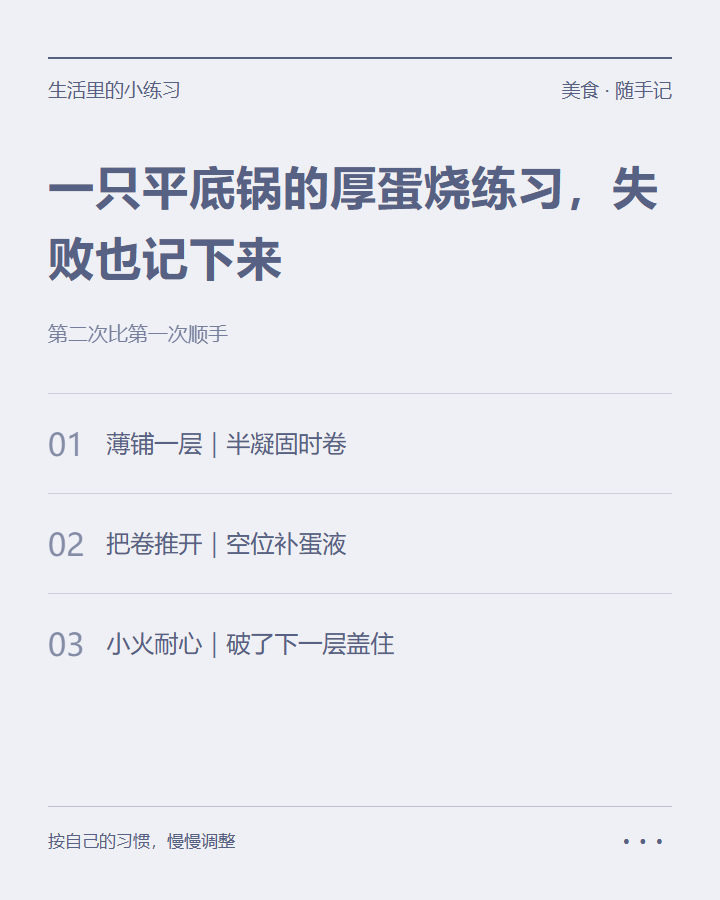 生活里的小练习
美食 · 随手记
一只平底锅的厚蛋烧练习，失
败也记下来
第二次比第一次顺手
01 薄铺一层｜半凝固时卷
02 把卷推开｜空位补蛋液
03 小火耐心｜破了下一层盖住
按自己的习惯，慢慢调整
• • •